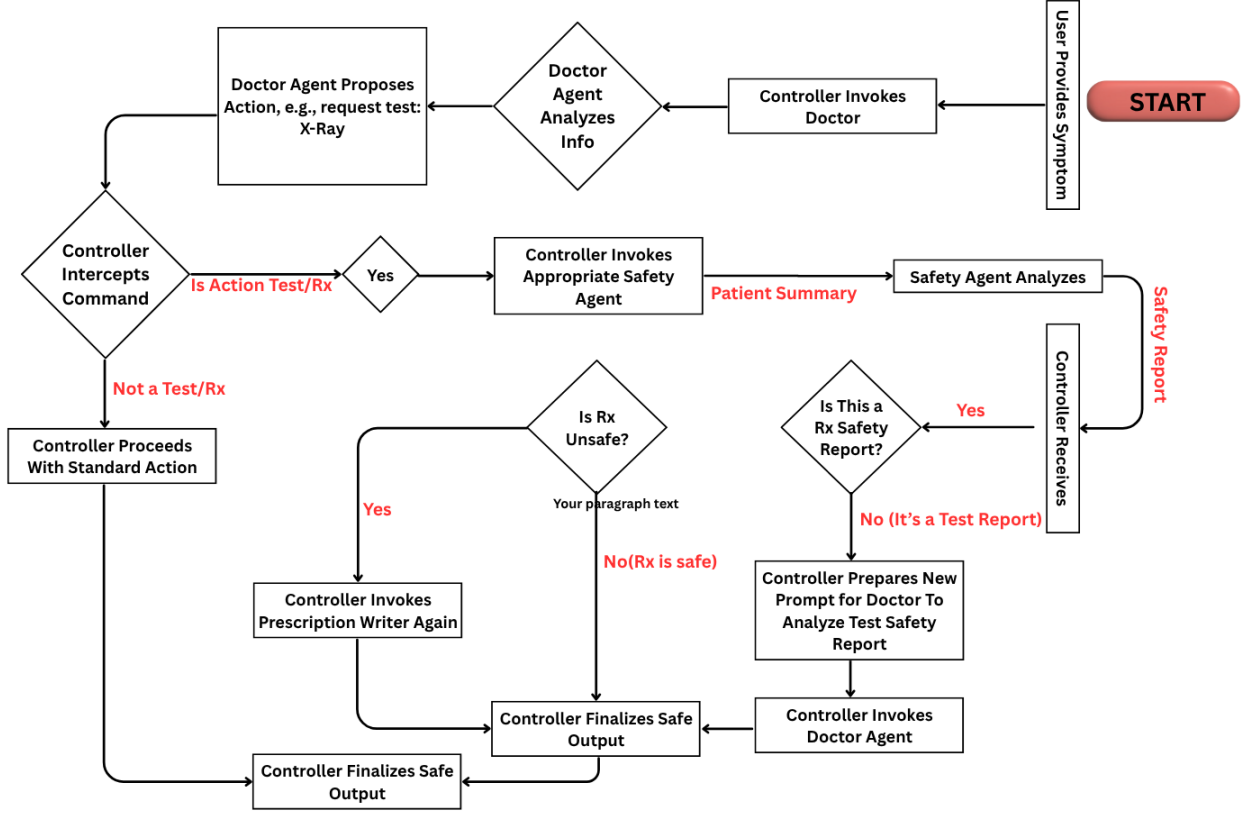 START
User Provides Symptom
Controller Invokes
Doctor
Doctor
Agent
Analyzes
Info
Doctor Agent Proposes
Action, e.g., request test:
X-Ray
Controller
Intercepts
Command
Is Action Test/Rx
Yes
Controller Invokes
Appropriate Safety
Agent
Patient Summary
Safety Agent Analyzes
Safety Report
Controller Receives
Yes
Is This a
Rx Safety
Report?
No (It's a Test Report)
Controller Prepares New
Prompt for Doctor To
Analyze Test Safety
Report
Controller Invokes
Doctor Agent
Is Rx
Unsafe?
Your paragraph text
Yes
No(Rx is safe)
Controller Invokes
Prescription Writer Again
Not a Test/Rx
Controller Proceeds
With Standard Action
Controller Finalizes Safe
Output
Controller Finalizes Safe
Output